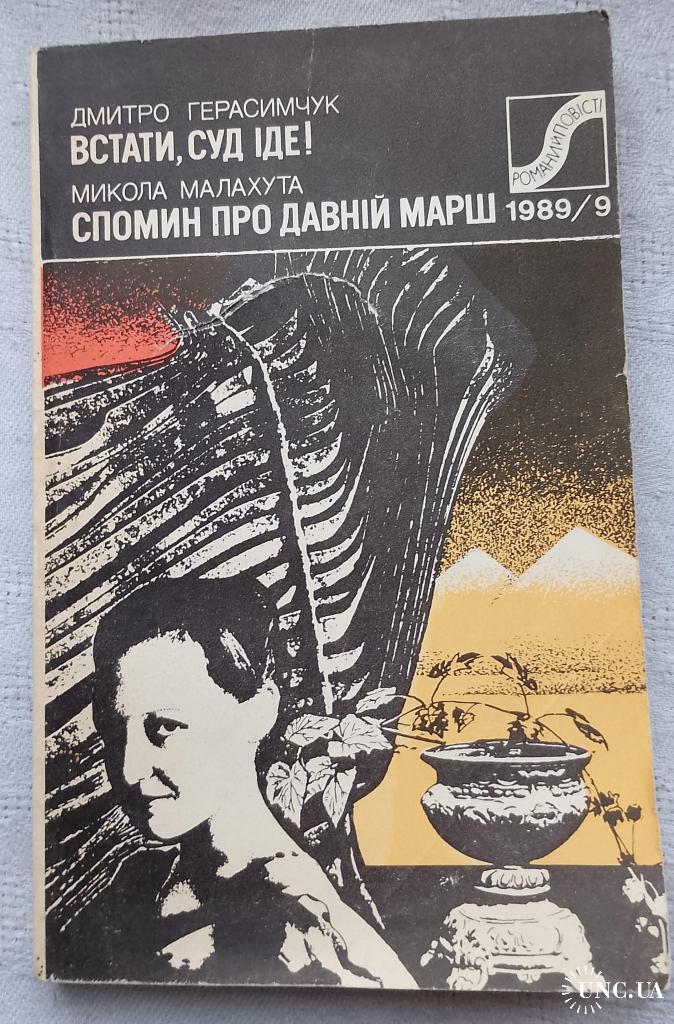 ДМИТРО ГЕРАСИМЧУК
ВСТАТИ, СУД ІДЕ!
МИКОЛА МАЛАХУТА
СПОМИН ПРО ДАВНІЙ МАРШ
РОМАНИ Й ПОВІСТІ
1989/9
UNC.UA